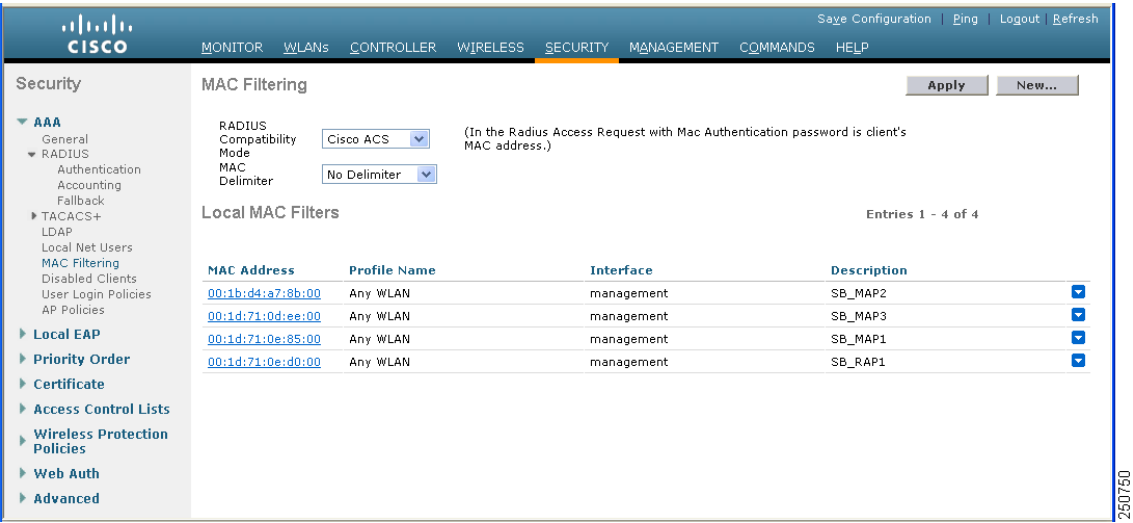 Save Configuration | Ping | Logout | Refresh
CISCO
MONITOR WLANs CONTROLLER WIRELESS SECURITY MANAGEMENT COMMANDS HELP
Security
AAA
General
RADIUS
Authentication
Accounting
Fallback
TACACS+
LDAP
Local Net Users
MAC Filtering
Disabled Clients
User Login Policies
AP Policies
Local EAP
Priority Order
Certificate
Access Control Lists
Wireless Protection
Policies
Web Auth
Advanced
MAC Filtering
Apply New...
RADIUS
Compatibility
Mode
Cisco ACS
(In the Radius Access Request with Mac Authentication password is client's
MAC address.)
MAC
Delimiter
No Delimiter
Local MAC Filters
Entries 1 - 4 of 4
MAC Address Profile Name Interface Description
00:1b:d4:a7:8b:00 Any WLAN management SB_MAP2
00:1d:71:0d:ee:00 Any WLAN management SB_MAP3
00:1d:71:0e:85:00 Any WLAN management SB_MAP1
00:1d:71:0e:d0:00 Any WLAN management SB_RAP1
250750